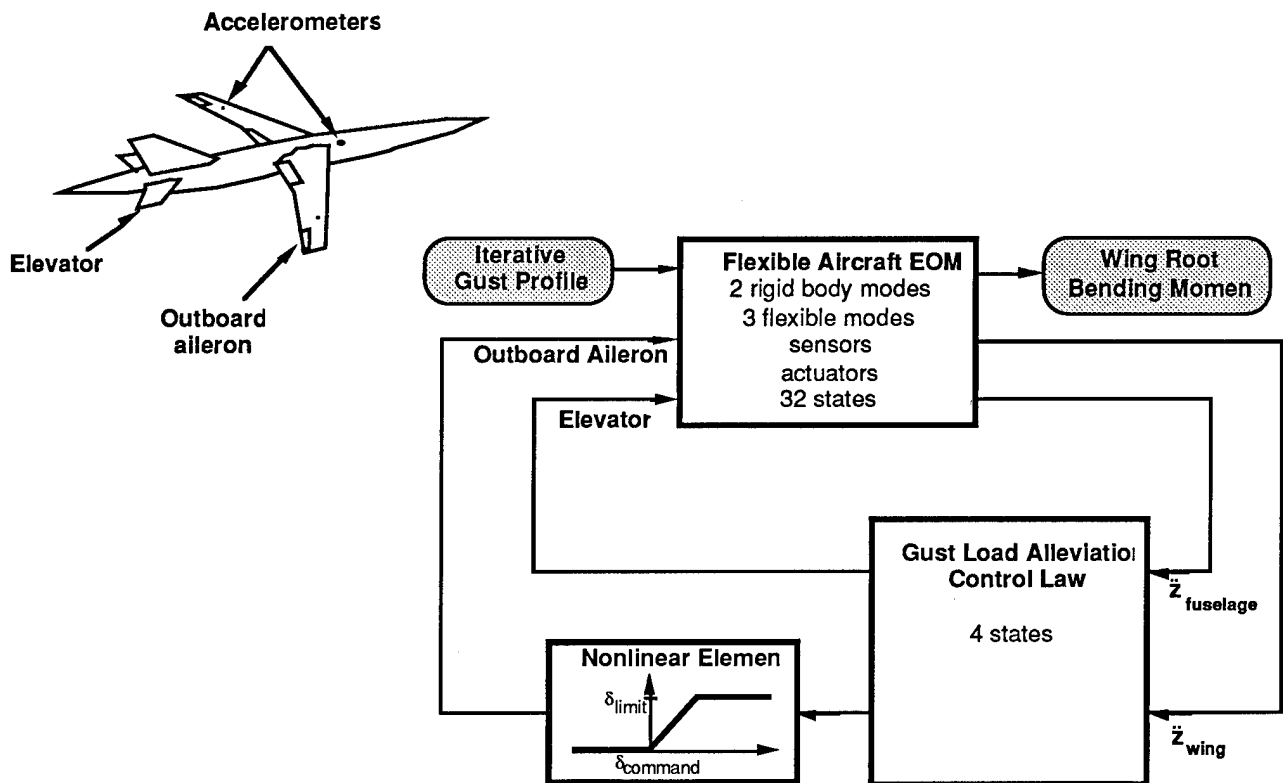 Accelerometers
Elevator
Outboard
aileron
Iterative
Gust Profile
Flexible Aircraft EOM
2 rigid body modes
3 flexible modes
sensors
actuators
32 states
Wing Root
Bending Momen
Outboard Aileron
Elevator
Gust Load Alleviation
Control Law
4 states
z̈ fuselage
z̈ wing
Nonlinear Elemen
δlimit
δcommand